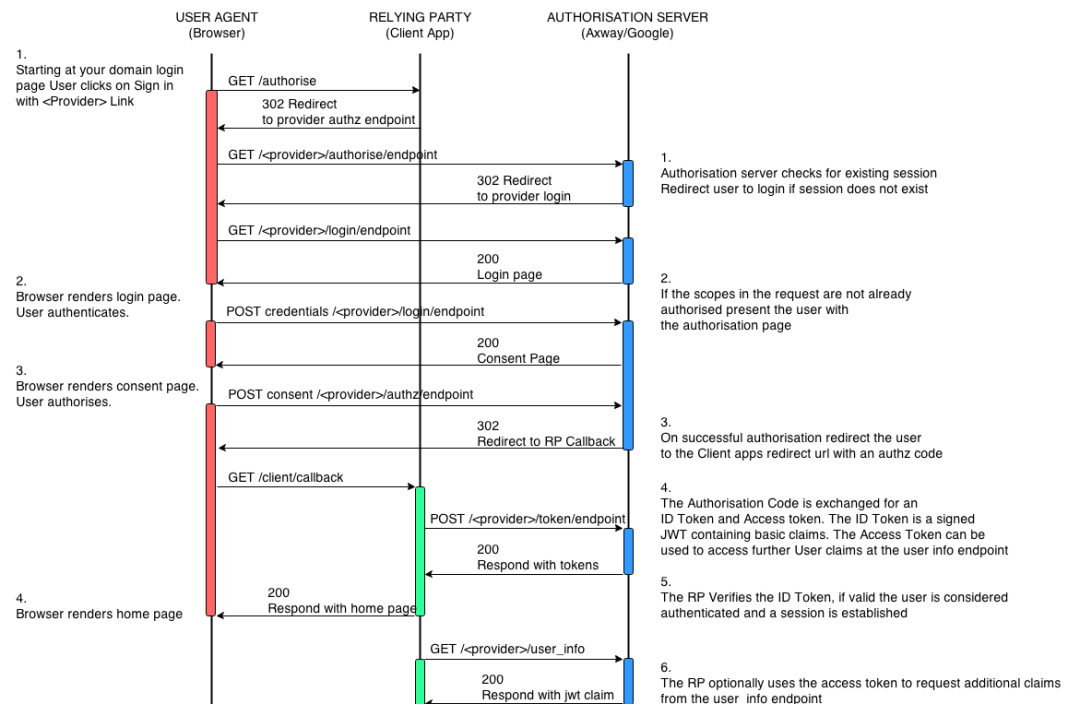 USER AGENT
(Browser)
RELYING PARTY
(Client App)
AUTHORISATION SERVER
(Axway/Google)
1.
Starting at your domain login
page User clicks on Sign in
with <Provider> Link
GET /authorise
302 Redirect
to provider authz endpoint
GET /<provider>/authorise/endpoint
1.
Authorisation server checks for existing session
Redirect user to login if session does not exist
302 Redirect
to provider login
GET /<provider>/login/endpoint
200
Login page
2.
Browser renders login page.
User authenticates.
2.
If the scopes in the request are not already
authorised present the user with
the authorisation page
POST credentials /<provider>/login/endpoint
200
Consent Page
3.
Browser renders consent page.
User authorises.
POST consent /<provider>/authz/endpoint
302
Redirect to RP Callback
3.
On successful authorisation redirect the user
to the Client apps redirect url with an authz code
GET /client/callback
4.
The Authorisation Code is exchanged for an
ID Token and Access token. The ID Token is a signed
JWT containing basic claims. The Access Token can be
used to access further User claims at the user info endpoint
POST /<provider>/token/endpoint
200
Respond with tokens
5.
The RP Verifies the ID Token, if valid the user is considered
authenticated and a session is established
4.
Browser renders home page
200
Respond with home page
GET /<provider>/user_info
200
Respond with jwt claim
6.
The RP optionally uses the access token to request additional claims
from the user_info endpoint